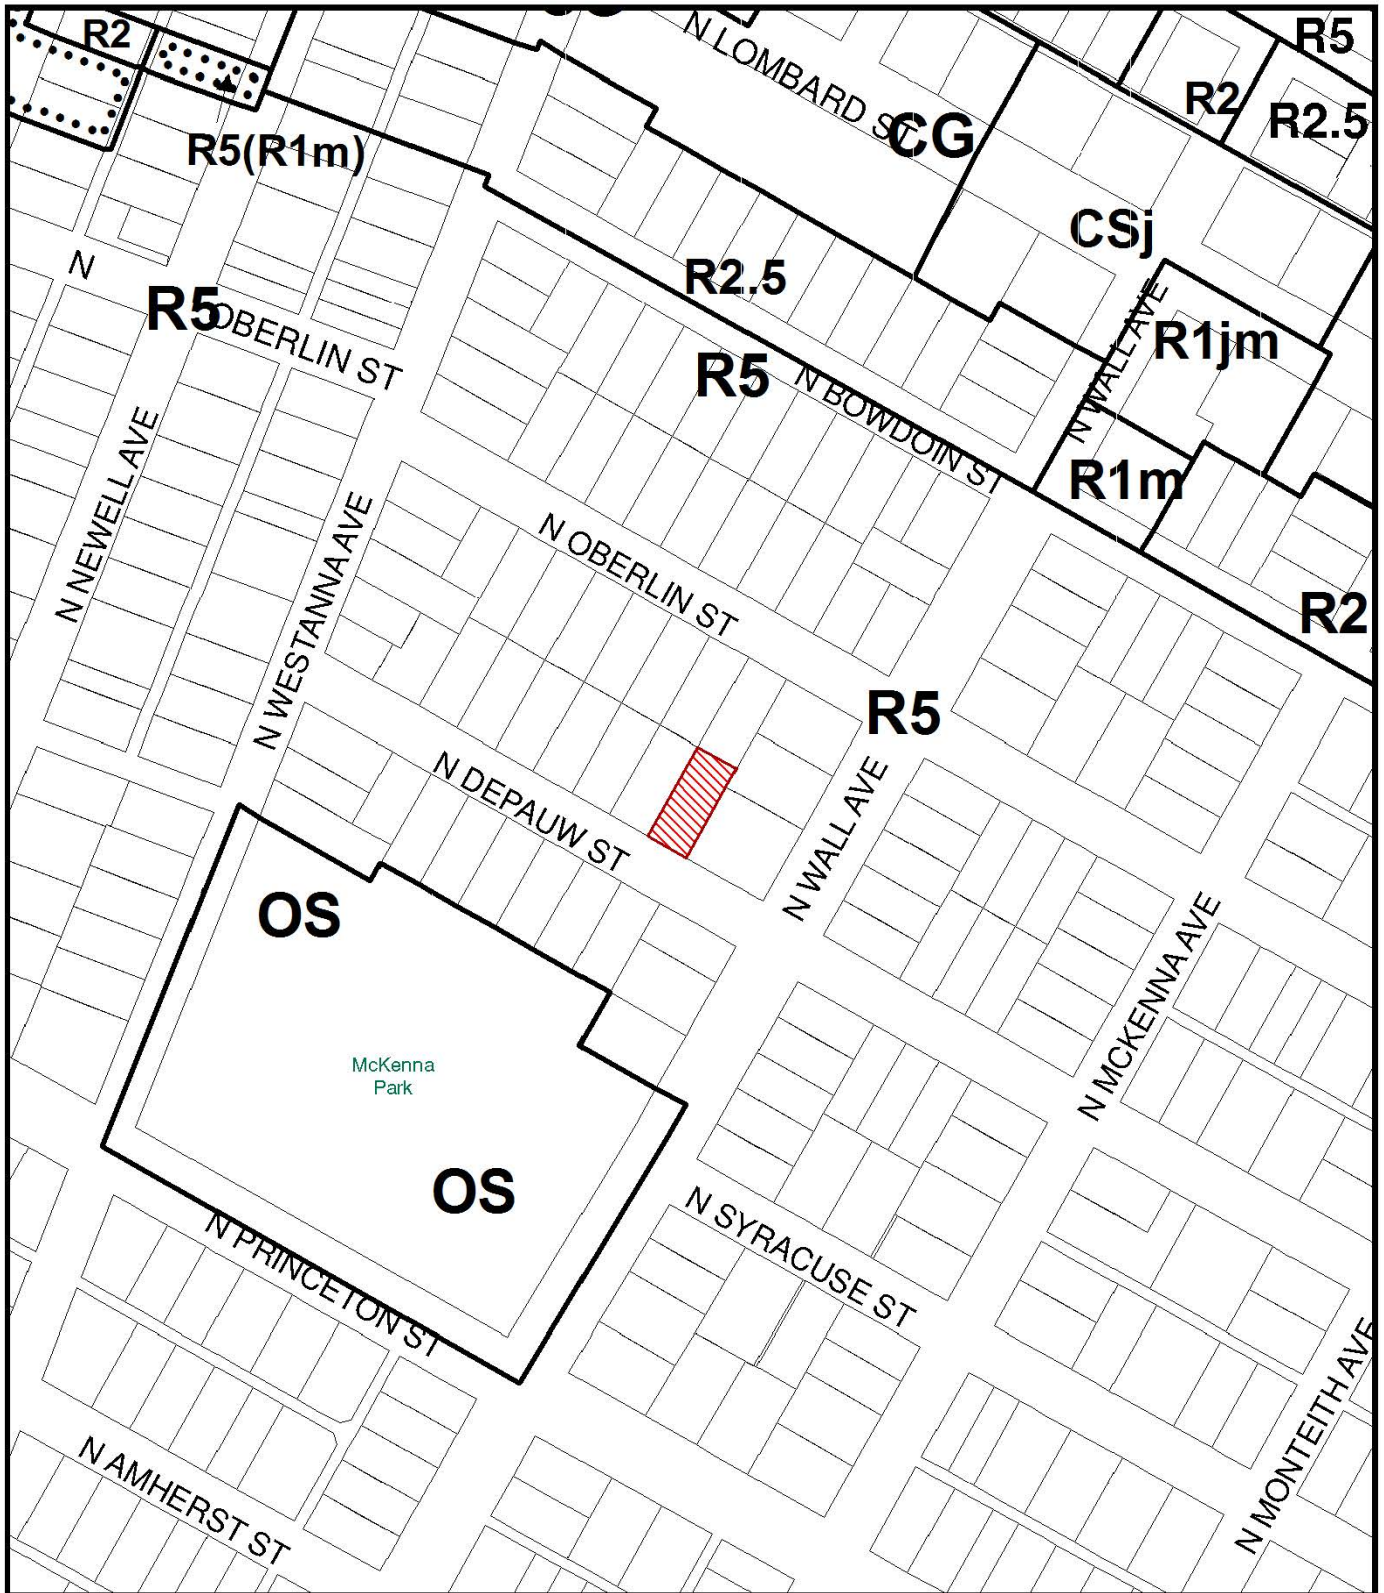 R2
R5
N LOMBARD ST
CG
R2
R2.5
R5(R1m)
CSj
N
R5
OBERLIN ST
R2.5
R1jm
N WALL AVE
R5
N BOWDOIN ST
R1m
N NEWELL AVE
N WESTANNA AVE
N OBERLIN ST
R2
R5
N DEPAUW ST
N WALL AVE
OS
N MCKENNA AVE
McKenna
Park
OS
N SYRACUSE ST
N PRINCETON ST
N MONTEITH AVE
N AMHERST ST